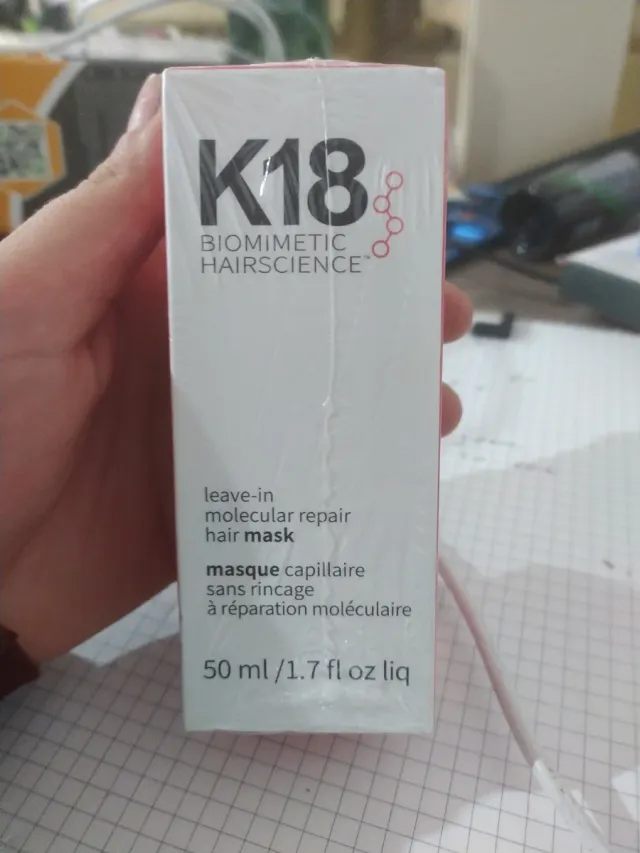 K18
BIOMiMETIC
HAIRSCIENCE™
leave-in
molecular repair
hair mask
masque capillaire
sans rincage
à réparation moléculaire
50 ml /1.7 fl oz liq